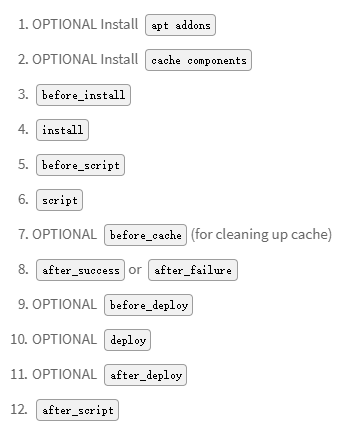 1. OPTIONAL Install apt addons
2. OPTIONAL Install cache components
3. before_install
4. install
5. before_script
6. script
7. OPTIONAL before_cache (for cleaning up cache)
8. after_success or after_failure
9. OPTIONAL before_deploy
10. OPTIONAL deploy
11. OPTIONAL after_deploy
12. after_script